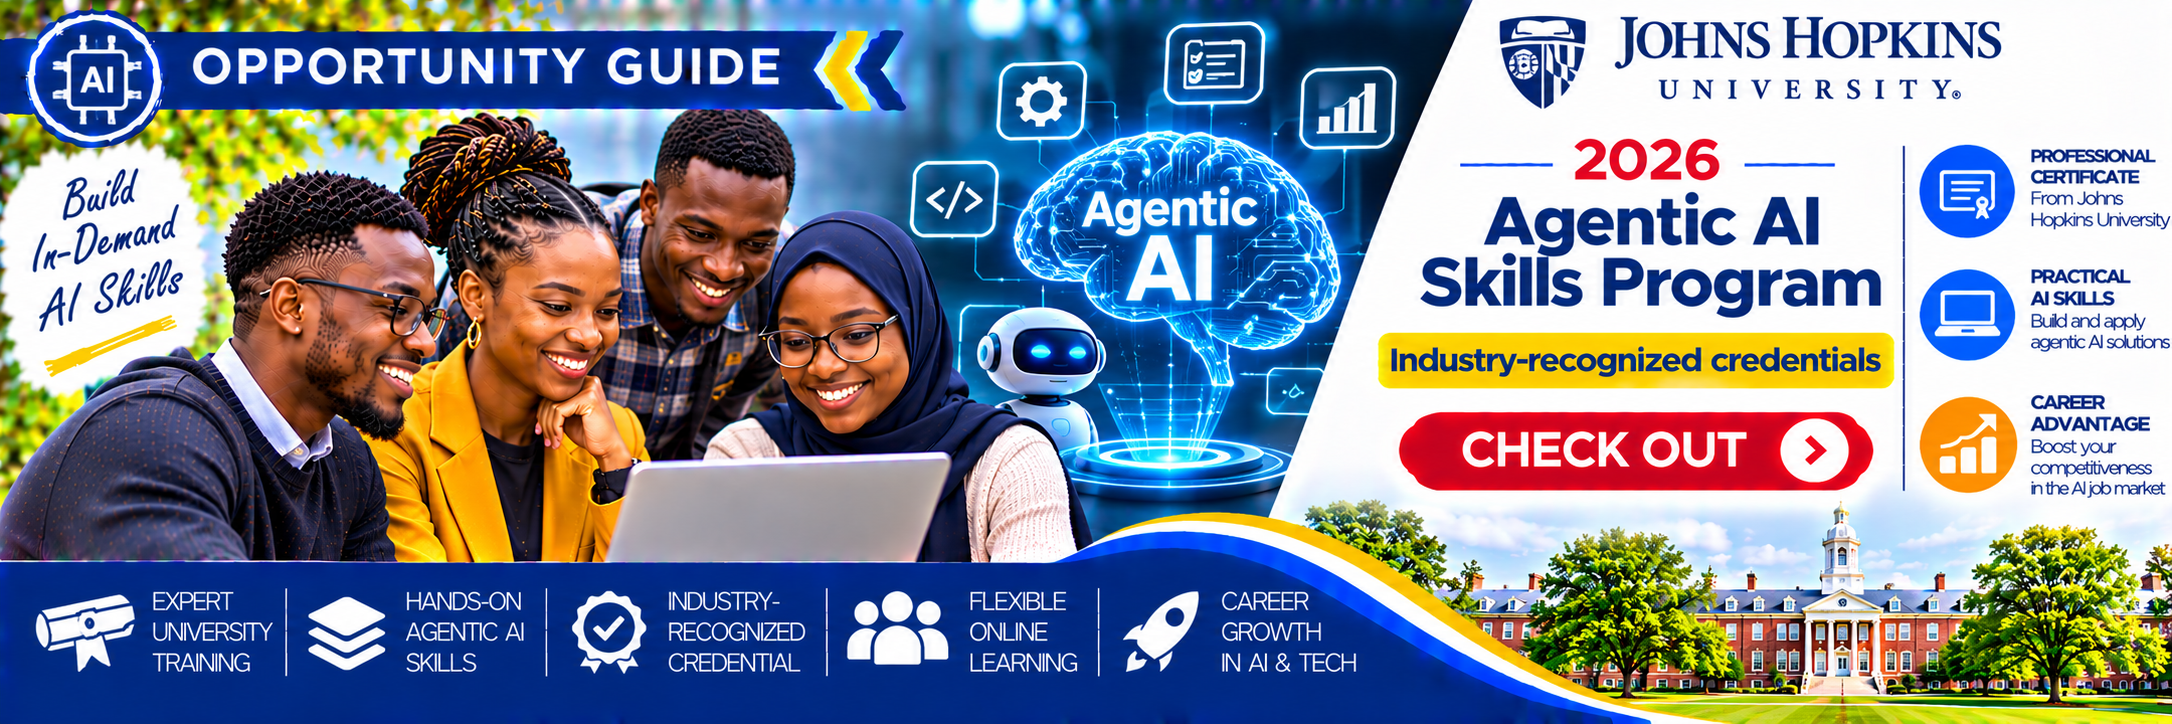 AI
OPPORTUNITY GUIDE
Build
In-Demand
AI Skills
</>
Agentic
AI
JOHNS HOPKINS
UNIVERSITY®
2026
Agentic AI
Skills Program
Industry-recognized credentials
CHECK OUT
PROFESSIONAL
CERTIFICATE
From Johns
Hopkins University
PRACTICAL
AI SKILLS
Build and apply
agentic AI solutions
CAREER
ADVANTAGE
Boost your
competitiveness
in the AI job market
EXPERT
UNIVERSITY
TRAINING
HANDS-ON
AGENTIC AI
SKILLS
INDUSTRY-
RECOGNIZED
CREDENTIAL
FLEXIBLE
ONLINE
LEARNING
CAREER
GROWTH
IN AI & TECH